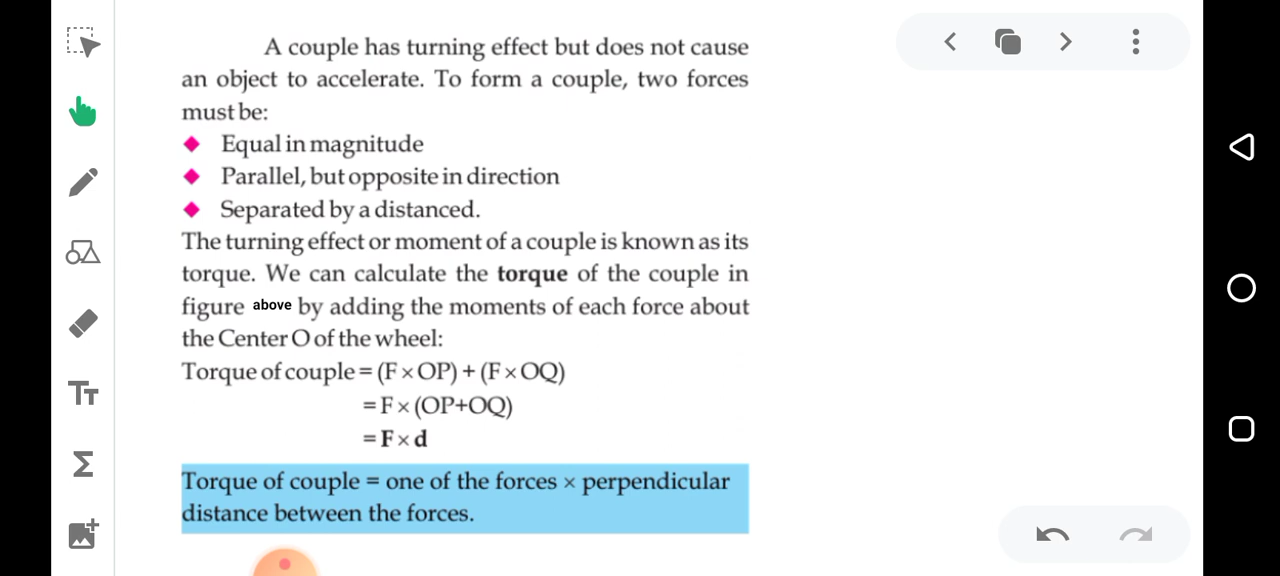 A couple has turning effect but does not cause
an object to accelerate. To form a couple, two forces
must be:
◆ Equal in magnitude
◆ Parallel, but opposite in direction
◆ Separated by a distanced.
The turning effect or moment of a couple is known as its
torque. We can calculate the torque of the couple in
figure above by adding the moments of each force about
the Center O of the wheel:
Torque of couple = (F × OP) + (F × OQ)
= F × (OP+OQ)
= F × d
Torque of couple = one of the forces × perpendicular
distance between the forces.